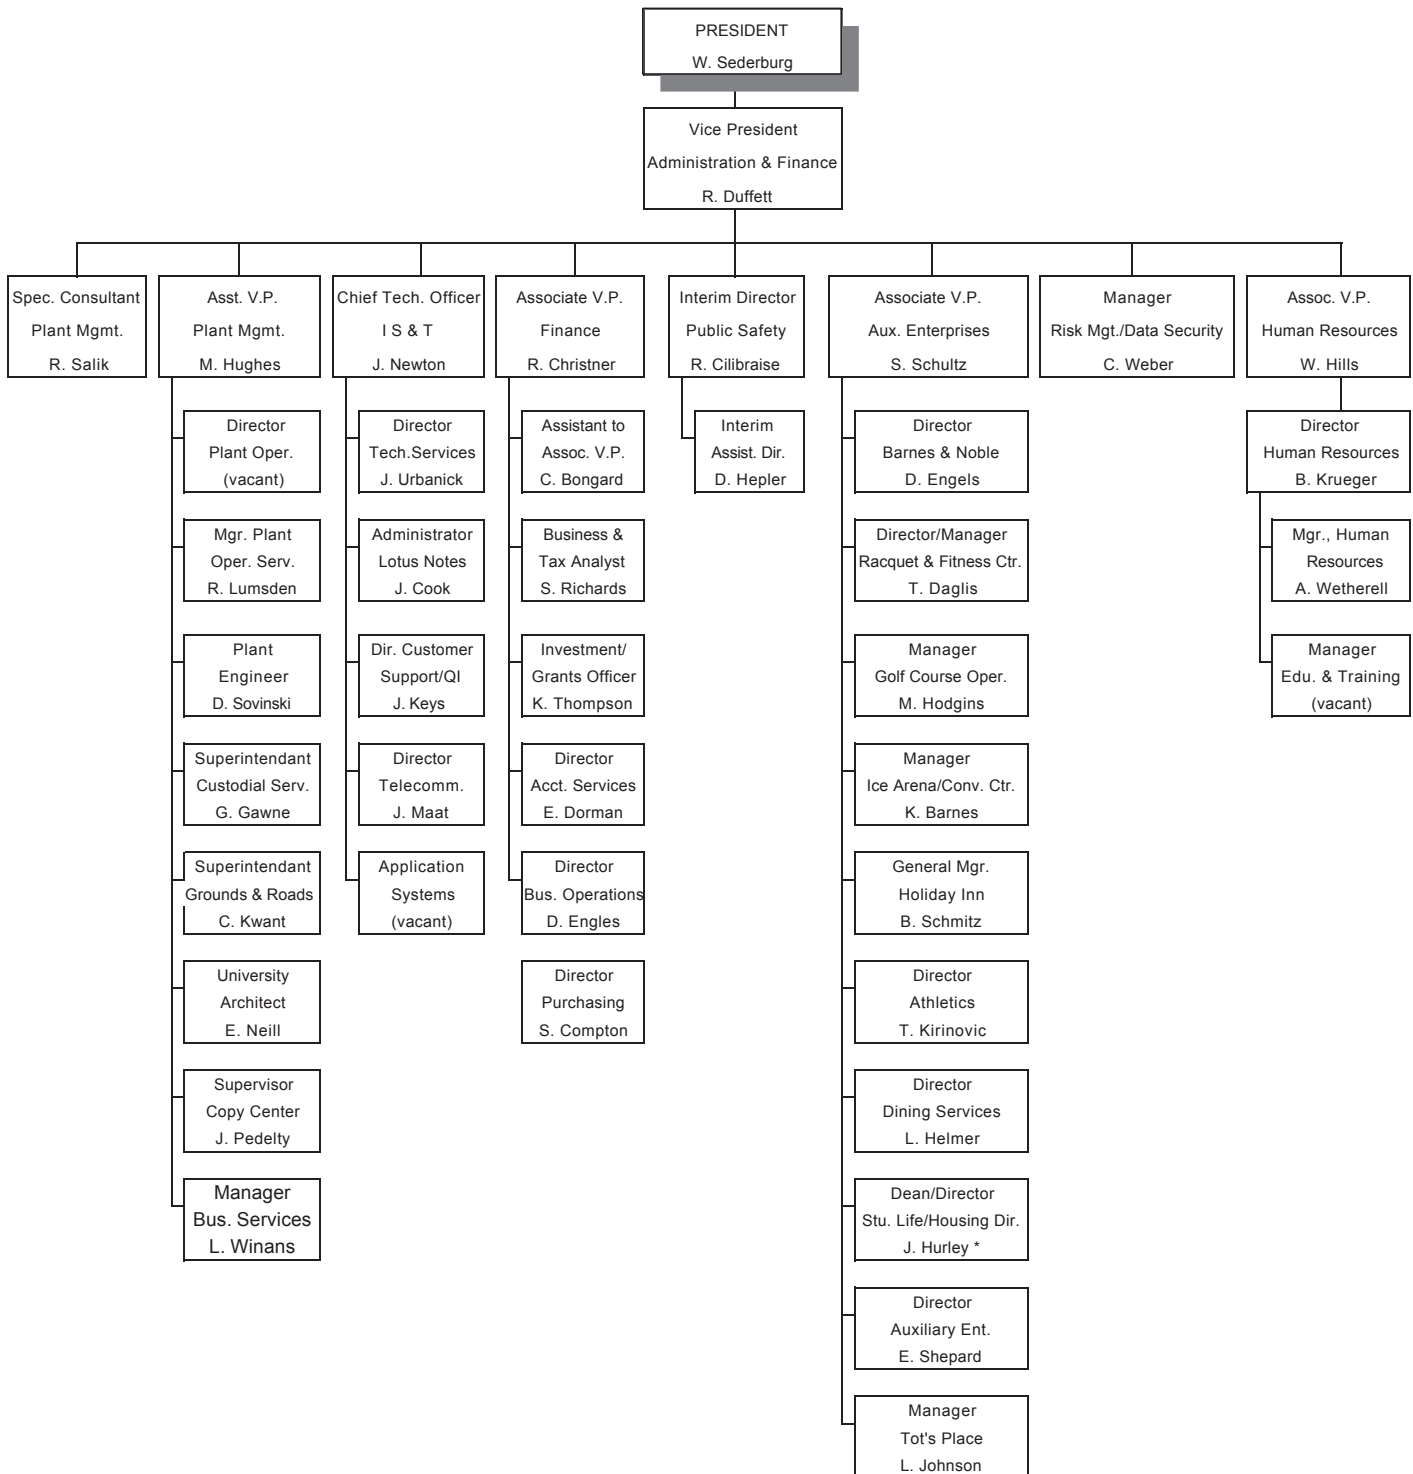 PRESIDENT
W. Sederburg
Vice President
Administration & Finance
R. Duffett
Spec. Consultant
Plant Mgmt.
R. Salik
Asst. V.P.
Plant Mgmt.
M. Hughes
Chief Tech. Officer
I S & T
J. Newton
Associate V.P.
Finance
R. Christner
Interim Director
Public Safety
R. Cilibraise
Associate V.P.
Aux. Enterprises
S. Schultz
Manager
Risk Mgt./Data Security
C. Weber
Assoc. V.P.
Human Resources
W. Hills
Director
Plant Oper.
(vacant)
Mgr. Plant
Oper. Serv.
R. Lumsden
Plant
Engineer
D. Sovinski
Superintendant
Custodial Serv.
G. Gawne
Superintendant
Grounds & Roads
C. Kwant
University
Architect
E. Neill
Supervisor
Copy Center
J. Pedelty
Manager
Bus. Services
L. Winans
Director
Tech.Services
J. Urbanick
Administrator
Lotus Notes
J. Cook
Dir. Customer
Support/QI
J. Keys
Director
Telecomm.
J. Maat
Application
Systems
(vacant)
Assistant to
Assoc. V.P.
C. Bongard
Business &
Tax Analyst
S. Richards
Investment/
Grants Officer
K. Thompson
Director
Acct. Services
E. Dorman
Director
Bus. Operations
D. Engles
Director
Purchasing
S. Compton
Interim
Assist. Dir.
D. Hepler
Director
Barnes & Noble
D. Engels
Director/Manager
Racquet & Fitness Ctr.
T. Daglis
Manager
Golf Course Oper.
M. Hodgins
Manager
Ice Arena/Conv. Ctr.
K. Barnes
General Mgr.
Holiday Inn
B. Schmitz
Director
Athletics
T. Kirinovic
Director
Dining Services
L. Helmer
Dean/Director
Stu. Life/Housing Dir.
J. Hurley *
Director
Auxiliary Ent.
E. Shepard
Manager
Tot's Place
L. Johnson
Director
Human Resources
B. Krueger
Mgr., Human
Resources
A. Wetherell
Manager
Edu. & Training
(vacant)